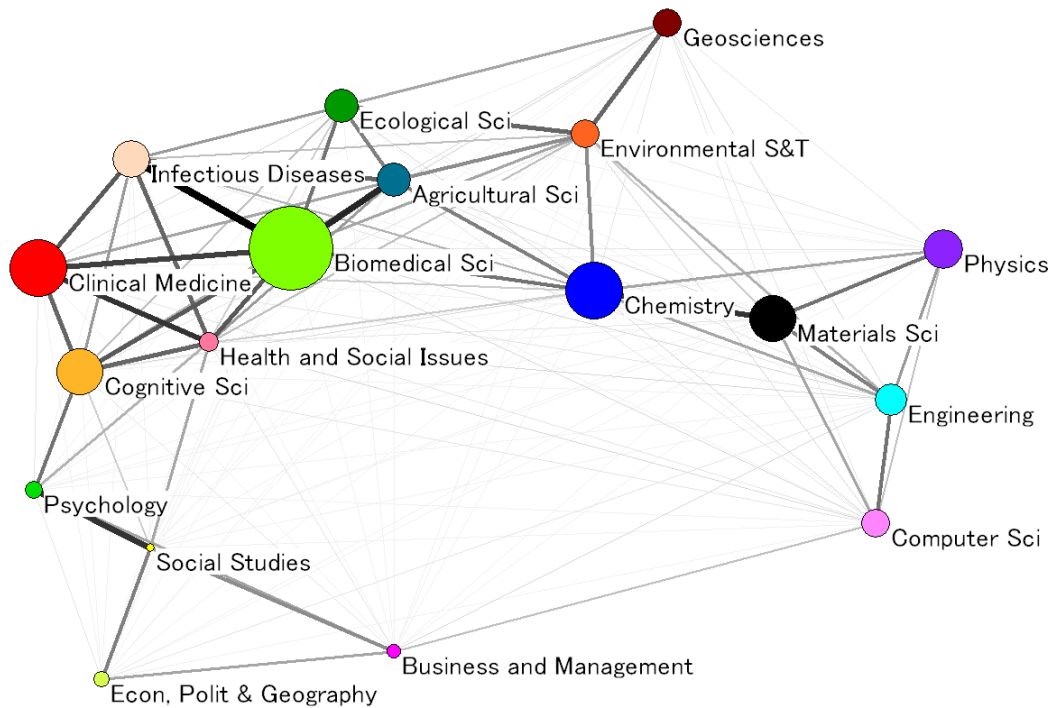 Geosciences
Ecological Sci
Environmental S&T
Infectious Diseases
Agricultural Sci
Biomedical Sci
Physics
Clinical Medicine
Chemistry
Materials Sci
Health and Social Issues
Cognitive Sci
Engineering
Psychology
Computer Sci
Social Studies
Business and Management
Econ, Polit & Geography